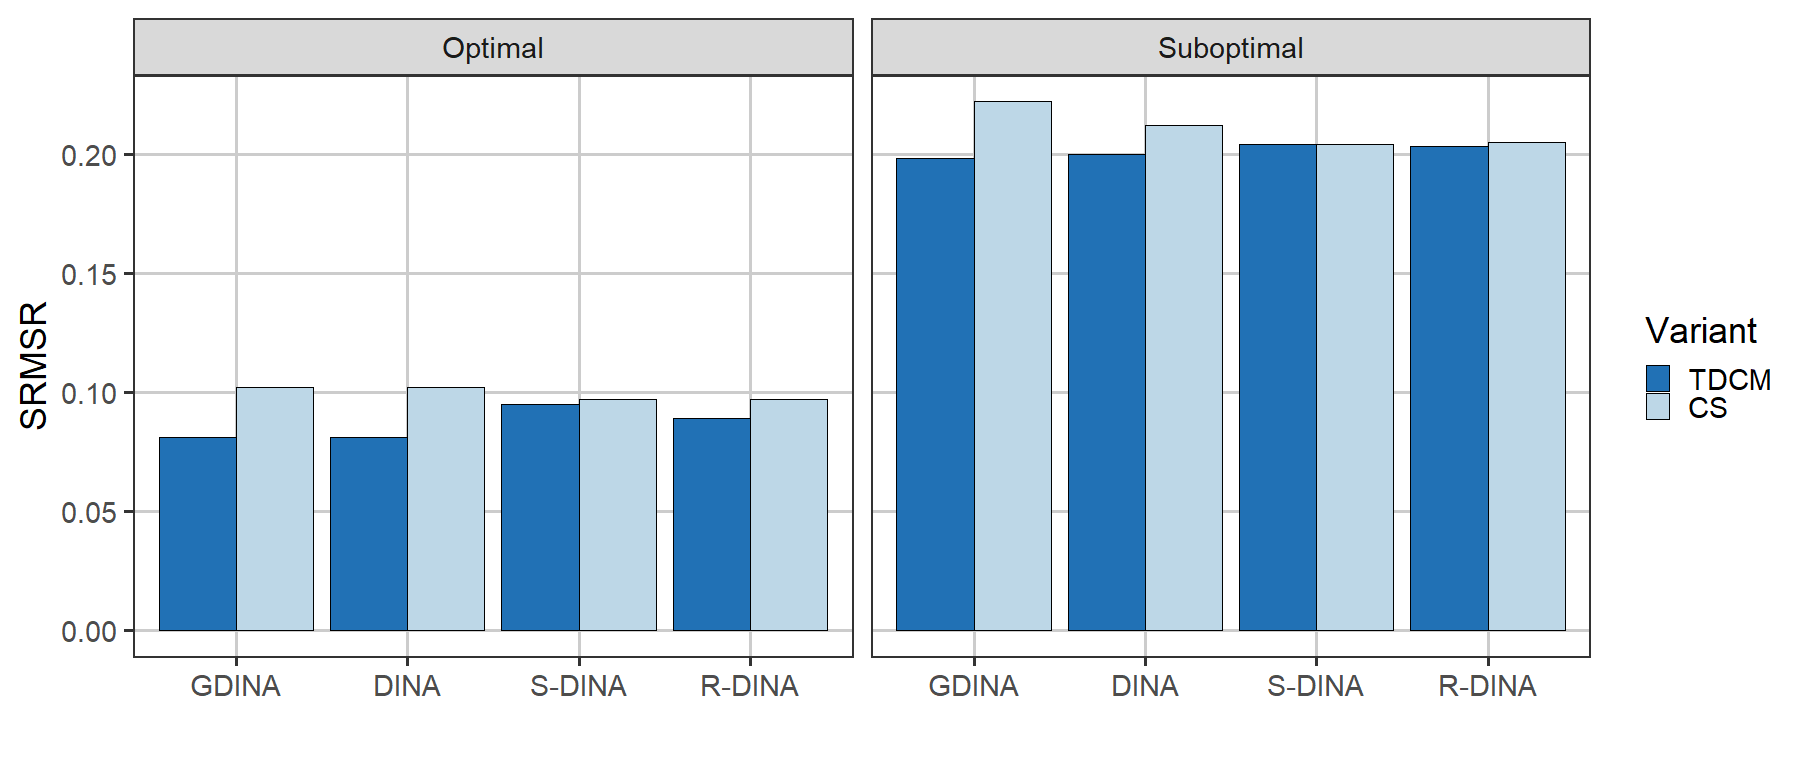 Optimal
Suboptimal
SRMSR
0.20
0.15
0.10
0.05
0.00
GDINA DINA S-DINA R-DINA
GDINA DINA S-DINA R-DINA
Variant
TDCM
CS